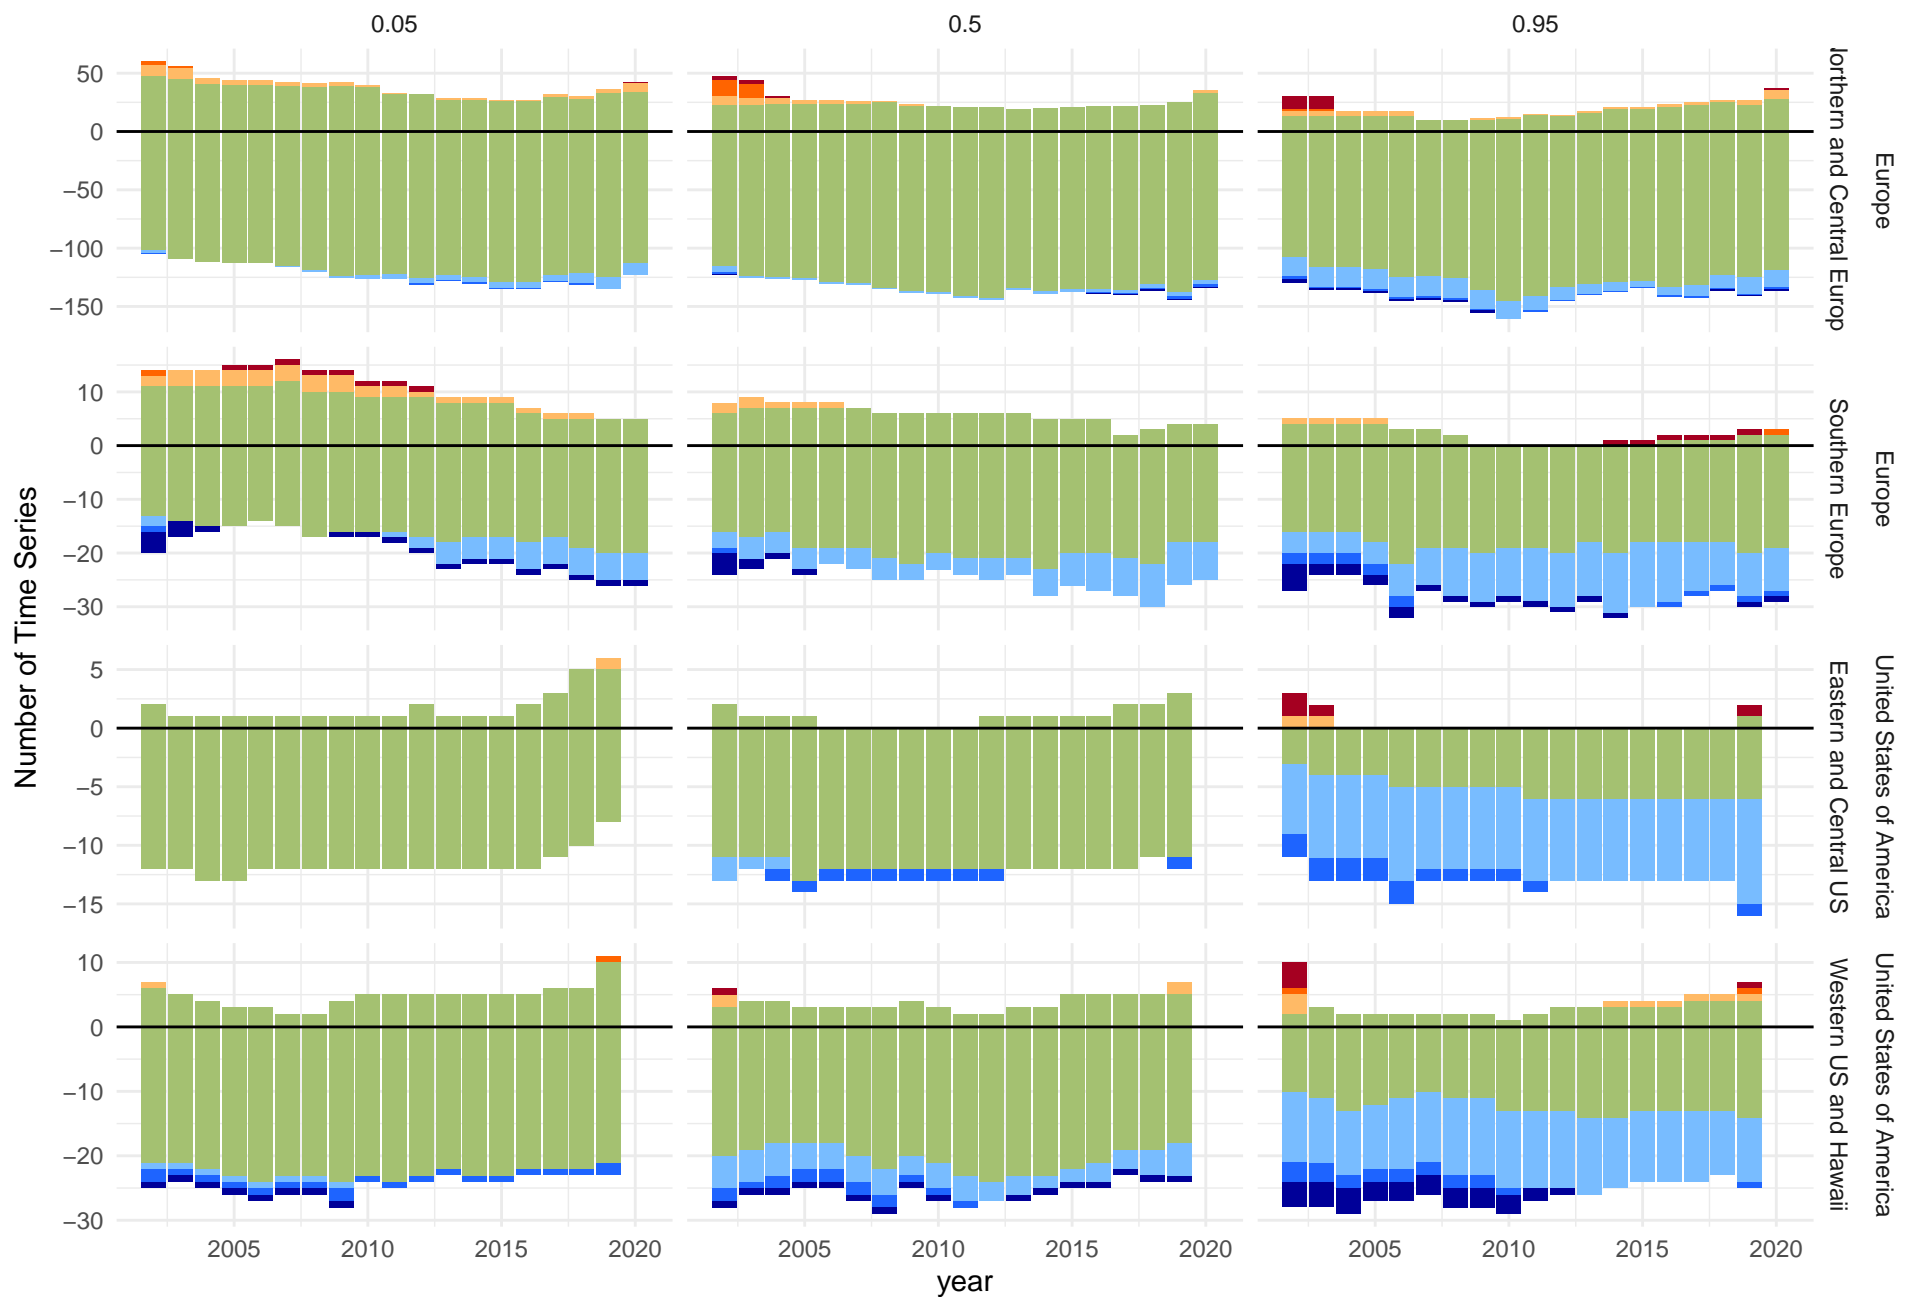 0.05 0.5 0.95
50
0
−50
−100
−150
Northern and Central Europ
Europe
10
0
−10
−20
−30
Southern Europe
Europe
5
0
−5
−10
−15
Eastern and Central US
United States of America
10
0
−10
−20
−30
Western US and Hawaii
United States of America
Number of Time Series
2005 2010 2015 2020 2005 2010 2015 2020 2005 2010 2015 2020
year